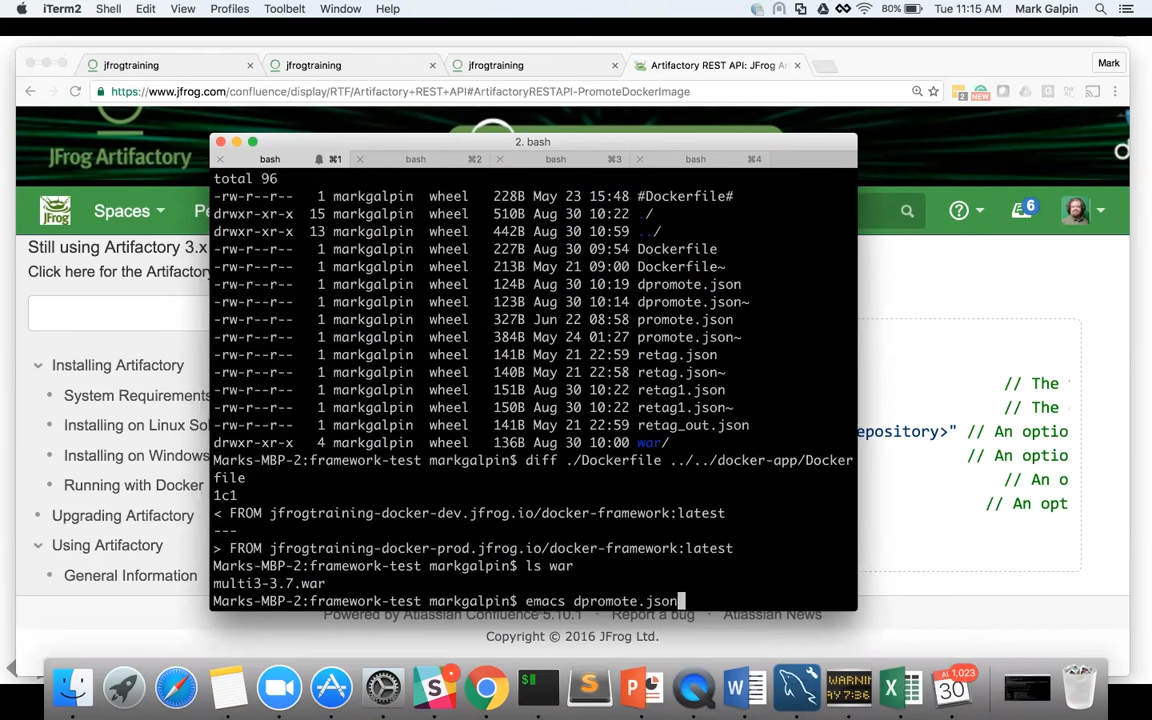 iTerm2 Shell Edit View Profiles Toolbelt Window Help 80% Tue 11:15 AM Mark Galpin
jfrogtraining jfrogtraining jfrogtraining Artifactory REST API: JFrog Ar Mark
https://www.jfrog.com/confluence/display/RTF/Artifactory+REST+API#ArtifactoryRESTAPI-PromoteDockerImage
2 NEW
JFrog Artifactory
JFrog Spaces Pe 6
2. bash
bash ⌘1 bash ⌘2 bash ⌘3 bash ⌘4
total 96
-rw-r--r-- 1 markgalpin wheel 228B May 23 15:48 #Dockerfile#
drwxr-xr-x 15 markgalpin wheel 510B Aug 30 10:22 ./
drwxr-xr-x 13 markgalpin wheel 442B Aug 30 10:59 ../
-rw-r--r-- 1 markgalpin wheel 227B Aug 30 09:54 Dockerfile
-rw-r--r-- 1 markgalpin wheel 213B May 21 09:00 Dockerfile~
-rw-r--r-- 1 markgalpin wheel 124B Aug 30 10:19 dpromote.json
-rw-r--r-- 1 markgalpin wheel 123B Aug 30 10:14 dpromote.json~
-rw-r--r-- 1 markgalpin wheel 327B Jun 22 08:58 promote.json
-rw-r--r-- 1 markgalpin wheel 384B May 24 01:27 promote.json~
-rw-r--r-- 1 markgalpin wheel 141B May 21 22:59 retag.json
-rw-r--r-- 1 markgalpin wheel 140B May 21 22:58 retag.json~
-rw-r--r-- 1 markgalpin wheel 151B Aug 30 10:22 retag1.json
-rw-r--r-- 1 markgalpin wheel 150B Aug 30 10:22 retag1.json~
-rw-r--r-- 1 markgalpin wheel 141B May 21 22:59 retag_out.json
drwxr-xr-x 4 markgalpin wheel 136B Aug 30 10:00 war/
Marks-MBP-2:framework-test markgalpin$ diff ./Dockerfile ../../docker-app/Docker
file
1c1
< FROM jfrogtraining-docker-dev.jfrog.io/docker-framework:latest
---
> FROM jfrogtraining-docker-prod.jfrog.io/docker-framework:latest
Marks-MBP-2:framework-test markgalpin$ ls war
multi3-3.7.war
Marks-MBP-2:framework-test markgalpin$ emacs dpromote.json
Still using Artifactory 3.x
Click here for the Artifactory
Installing Artifactory
System Requirements
Installing on Linux Sol
Installing on Windows
Running with Docker
Upgrading Artifactory
Using Artifactory
General Information
// The
// The
epository>" // An optio
// An optio
// An o
// An opt
Powered by Atlassian Confluence 5.10.1 Report a bug Atlassian News
Copyright © 2016 JFrog Ltd.
$ WARNIN
AY 7:36
1,023
30